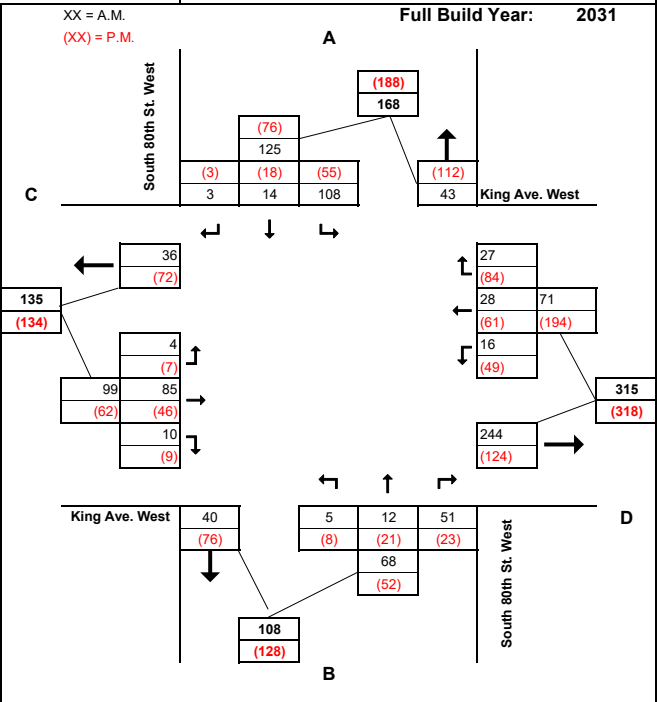 XX = A.M.
Full Build Year: 2031
(XX) = P.M.
A
South 80th St. West
(188)
168
(76)
125
(3) (18) (55) (112)
3 14 108 43
C
King Ave. West
36
(72)
27
(84)
135
(134)
28 71
(61) (194)
4
(7)
16
(49)
99 85
(62) (46)
315
(318)
10
(9)
244
(124)
King Ave. West
40 5 12 51
(76) (8) (21) (23)
D
68
(52)
South 80th St. West
108
(128)
B